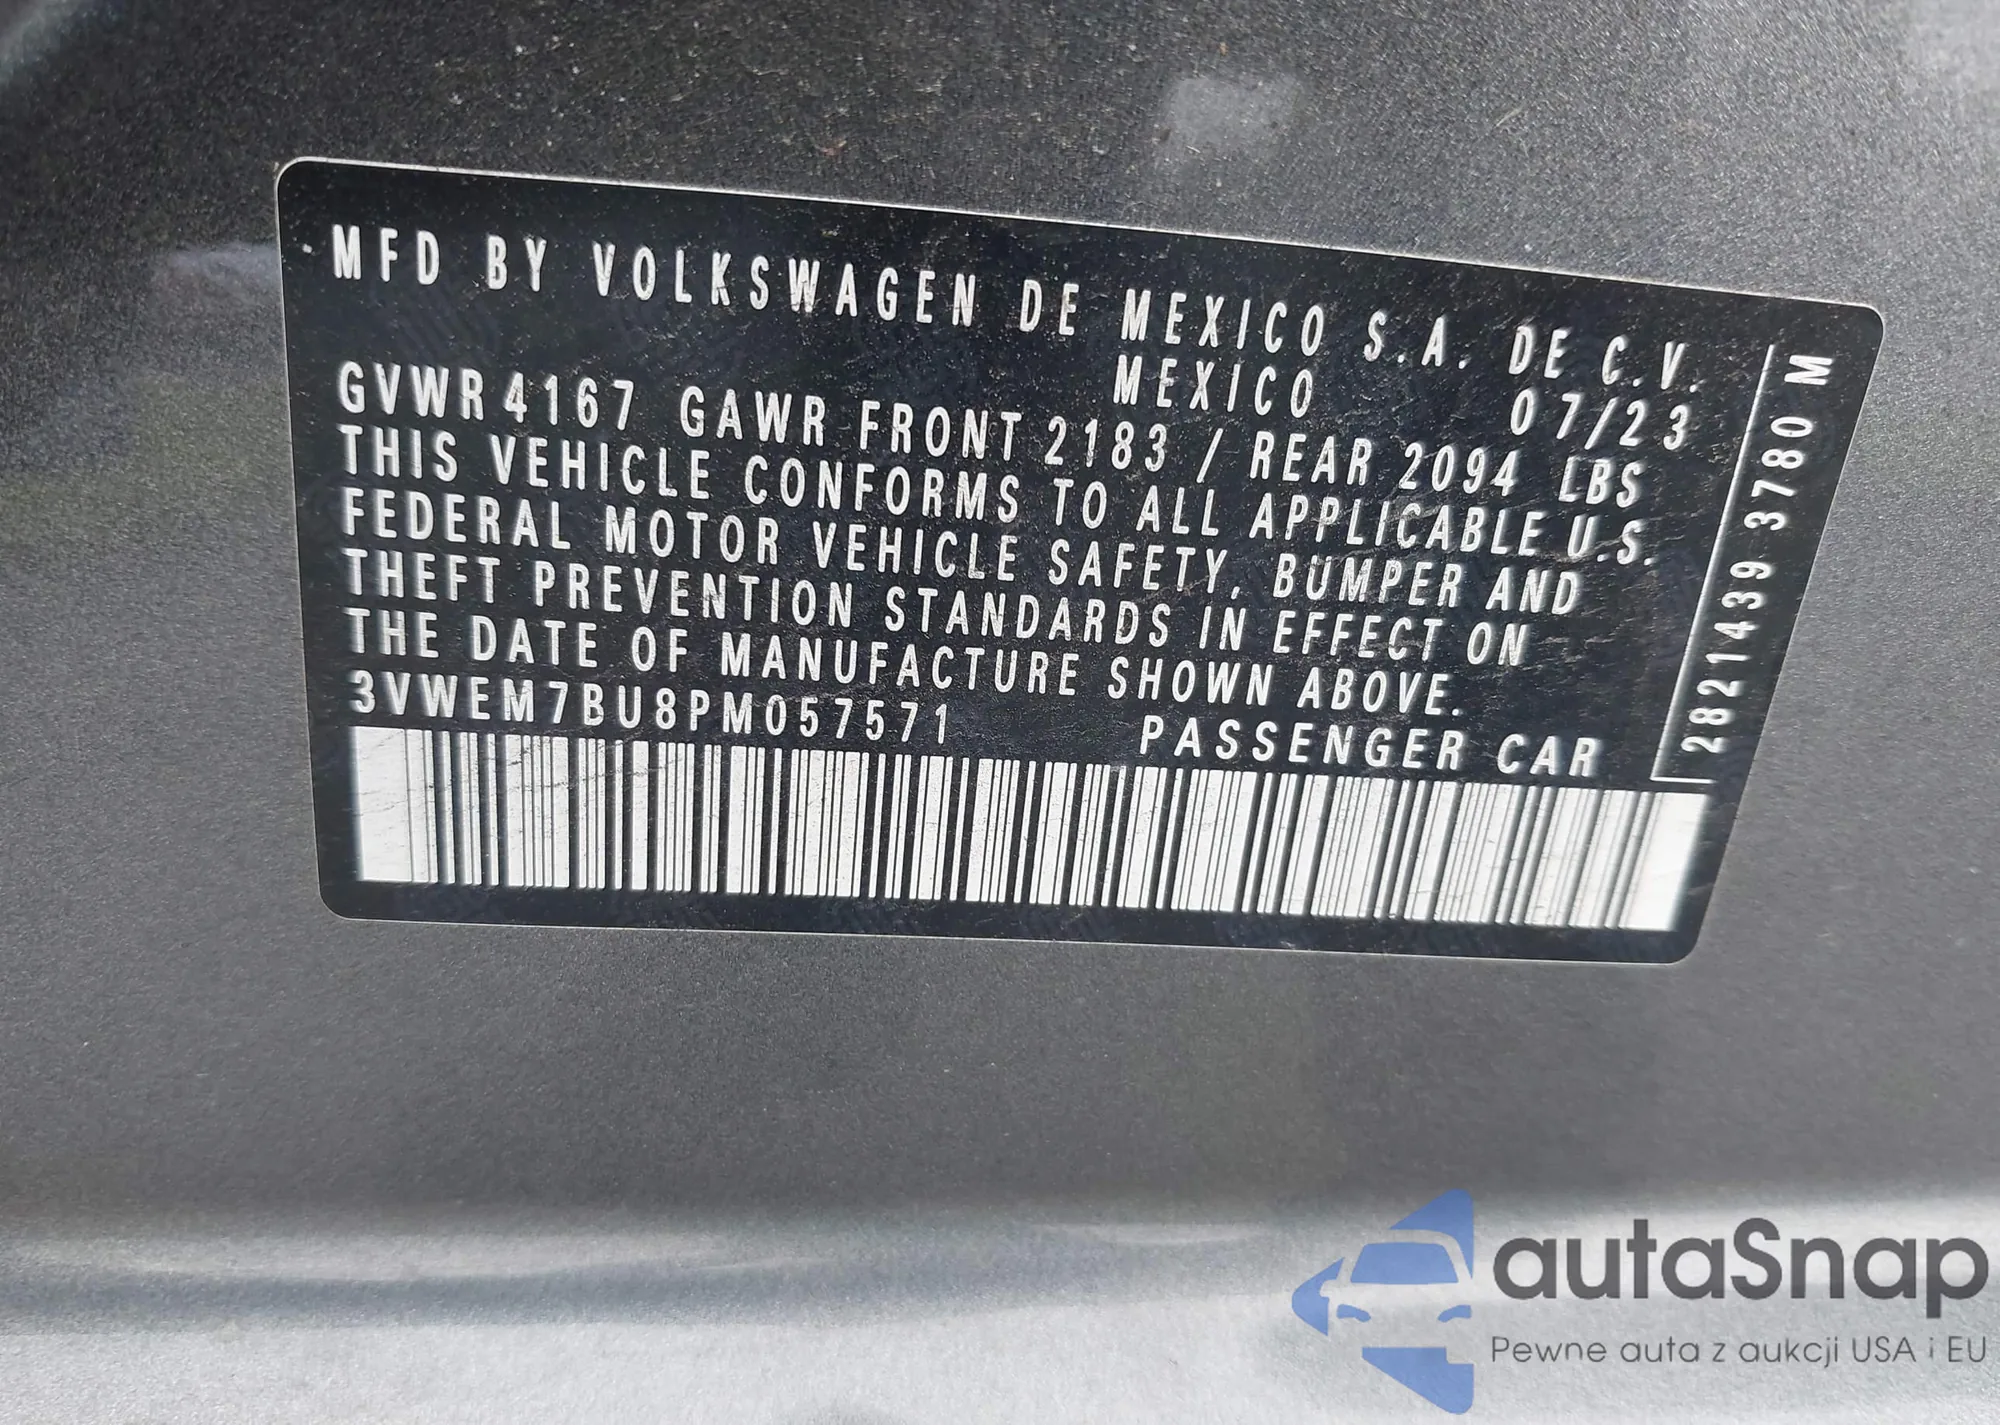 MFD BY VOLKSWAGEN DE MEXICO S.A. DE C.V.
MEXICO 07/23
GVWR 4167 GAWR FRONT 2183 / REAR 2094 LBS
THIS VEHICLE CONFORMS TO ALL APPLICABLE U.S.
FEDERAL MOTOR VEHICLE SAFETY, BUMPER AND
THEFT PREVENTION STANDARDS IN EFFECT ON
THE DATE OF MANUFACTURE SHOWN ABOVE.
3VWEM7BU8PM057571 PASSENGER CAR
2821439 3780 M
autaSnap
Pewne auta z aukcji USA i EU